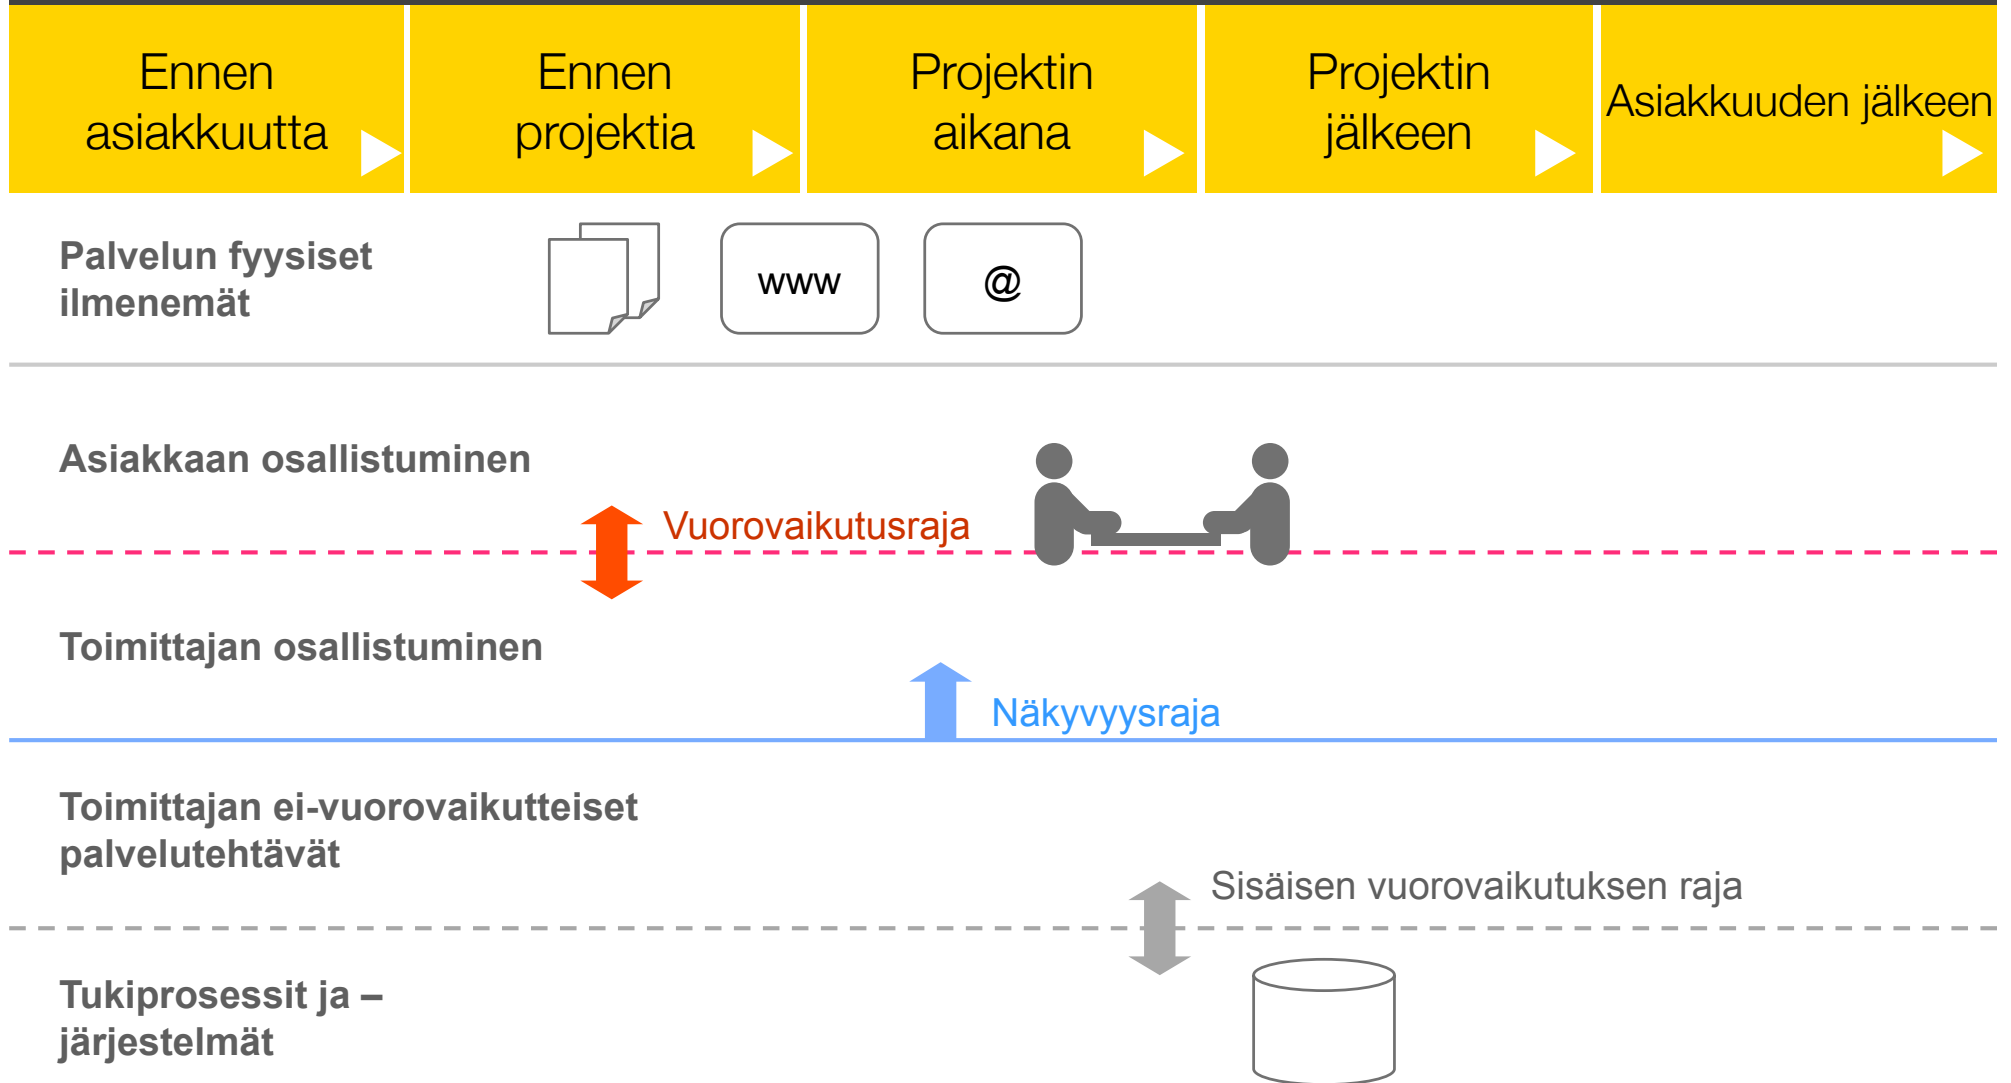 Ennen
asiakkuutta
Ennen
projektia
Projektin
aikana
Projektin
jälkeen
Asiakkuuden jälkeen
Palvelun fyysiset
ilmenemät
www
@
Asiakkaan osallistuminen
Vuorovaikutusraja
Toimittajan osallistuminen
Näkyvyysraja
Toimittajan ei-vuorovaikutteiset
palvelutehtävät
Sisäisen vuorovaikutuksen raja
Tukiprosessit ja –
järjestelmät